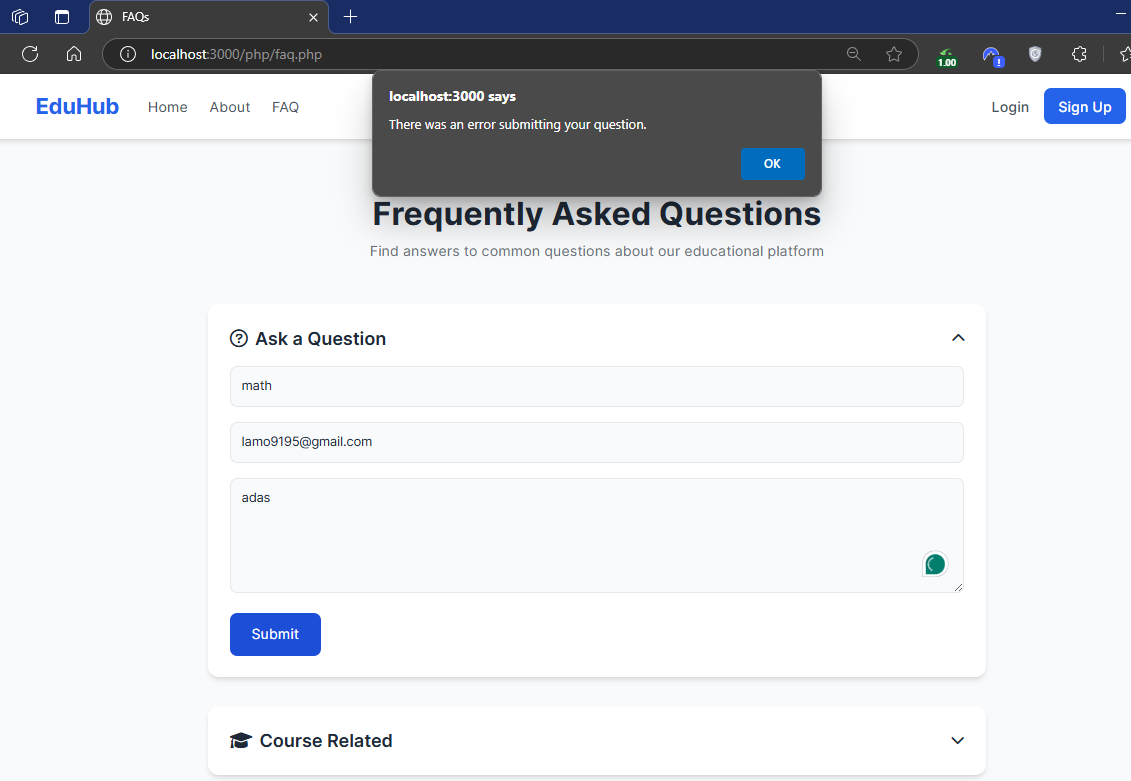 FAQs
localhost:3000/php/faq.php
1.00
localhost:3000 says
There was an error submitting your question.
OK
EduHub Home About FAQ Login Sign Up
Frequently Asked Questions
Find answers to common questions about our educational platform
Ask a Question
math
lamo9195@gmail.com
adas
Submit
Course Related